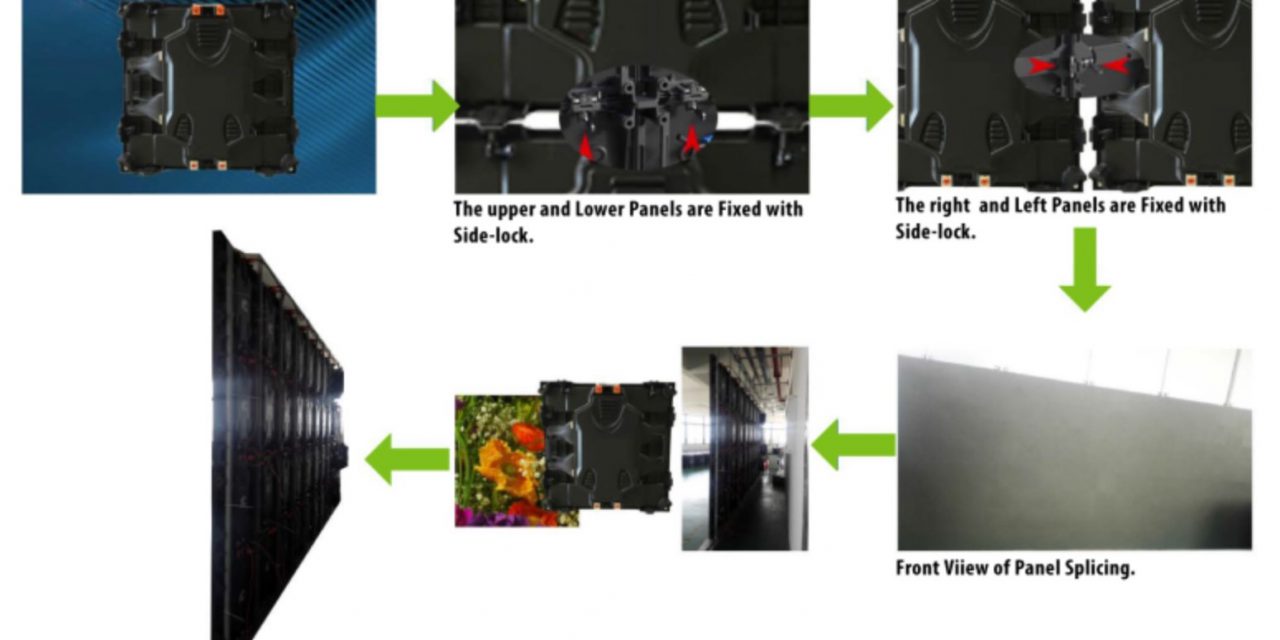 The upper and Lower Panels are Fixed with
Side-lock.
The right and Left Panels are Fixed with
Side-lock.
Front Viiew of Panel Splicing.